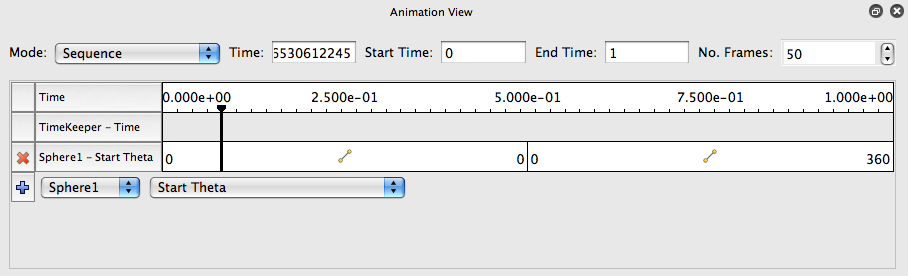 Animation View
Mode: Sequence Time: 6530612245 Start Time: 0 End Time: 1 No. Frames: 50
Time 0.000e+00 2.500e-01 5.000e-01 7.500e-01 1.000e+00
TimeKeeper - Time
Sphere1 - Start Theta 0 0 0 360
Sphere1 Start Theta